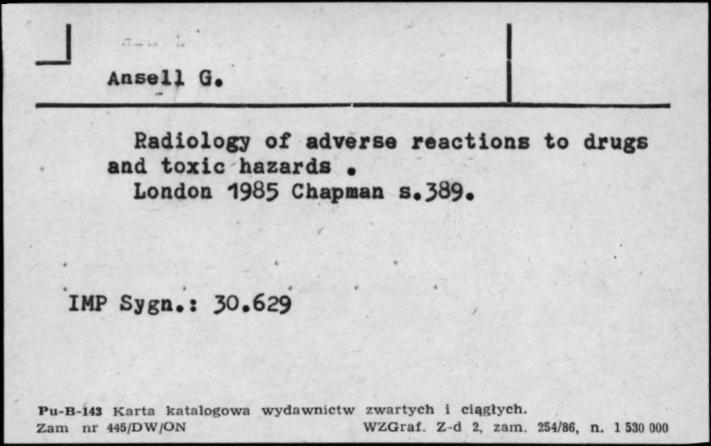 Ansell G.
Radiology of adverse reactions to drugs
and toxic hazards .
London 1985 Chapman s.389.
IMP Sygn.: 30.629
Pu-B-143 Karta katalogowa wydawnictw zwartych i ciągłych.
Zam nr 445/DW/ON WZGraf. Z-d 2, zam. 254/86, n. 1 530 000